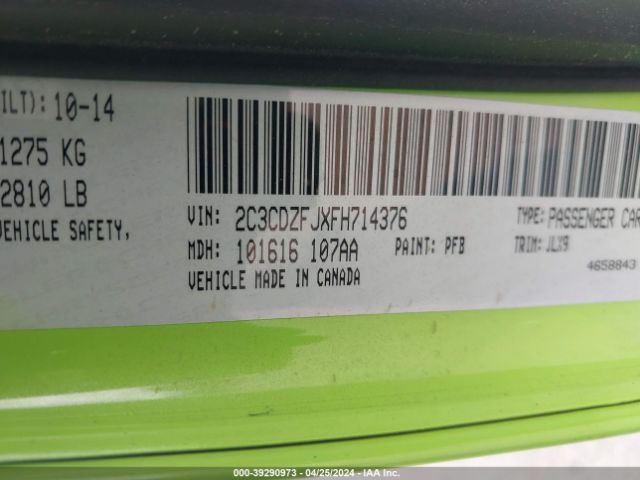 ILT): 10-14
1275 KG
2810 LB
VEHICLE SAFETY,
VIN: 2C3CDZFJXFH714376
TYPE: PASSENGER CAR
MDH: 101616 107AA
PAINT: PFB
TRIM: JLX9
VEHICLE MADE IN CANADA
4658843
000-39290973 / 04/25/2024 - IAA Inc.